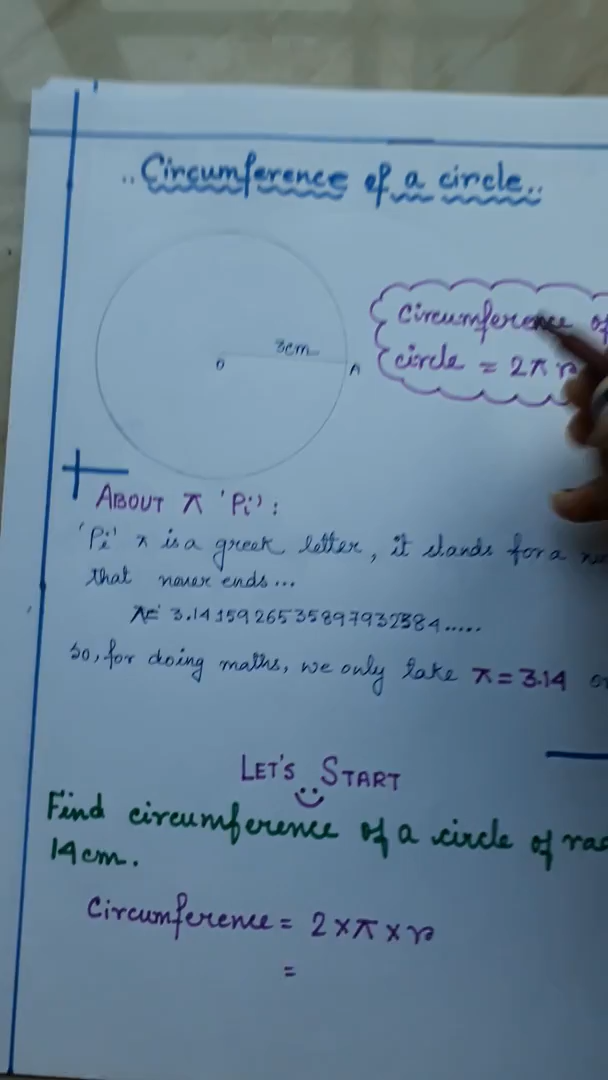 ..Circumference of a circle..
Circumference of
circle = 2πr
3cm
O
A
ABOUT π 'Pi':
'Pi' π is a greek letter, it stands for a
that never ends...
π= 3.1415926535897932384.....
So, for doing maths, we only take π = 3.14 or
LET'S START
Find circumference of a circle of
14cm.
Circumference = 2×π×r
=